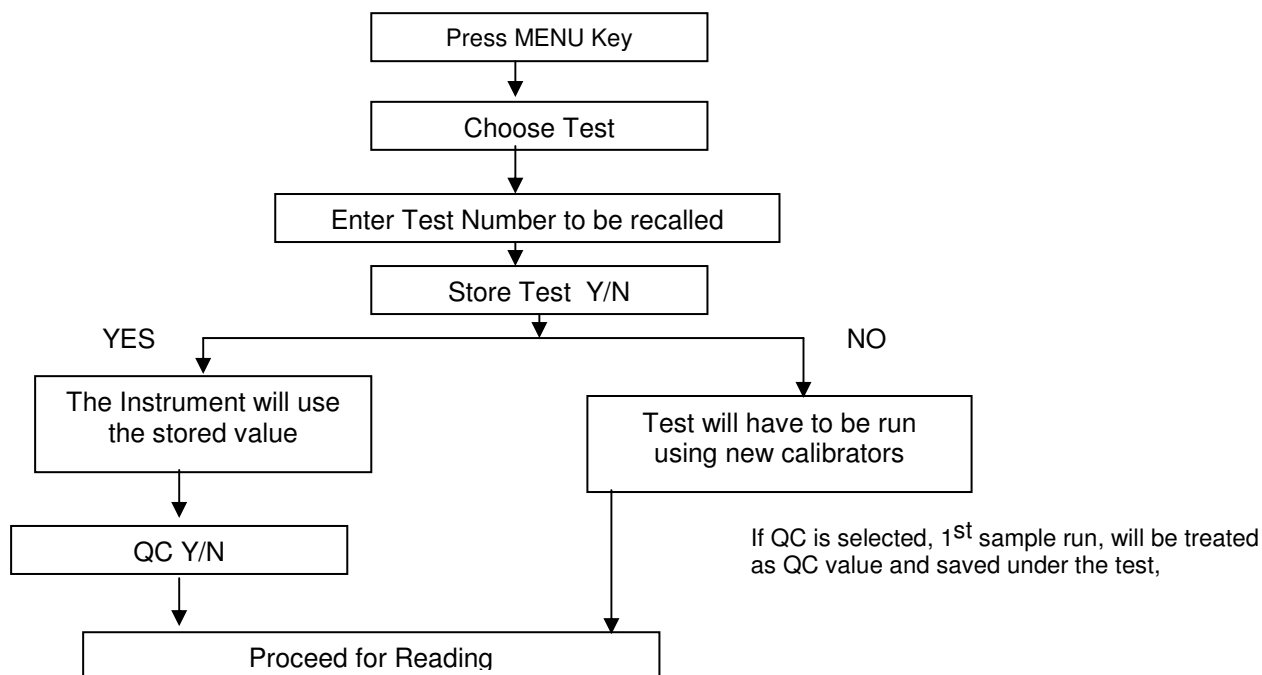 Press MENU Key
Choose Test
Enter Test Number to be recalled
Store Test Y/N
YES
NO
The Instrument will use
the stored value
Test will have to be run
using new calibrators
QC Y/N
If QC is selected, 1st sample run, will be treated
as QC value and saved under the test,
Proceed for Reading